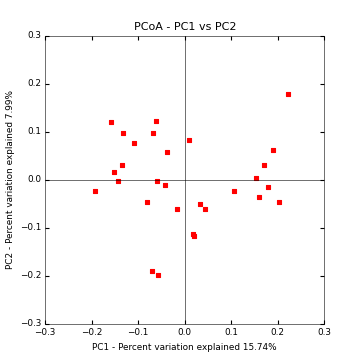 PCoA - PC1 vs PC2
0.3
0.2
0.1
0.0
−0.1
−0.2
−0.3
−0.3 −0.2 −0.1 0.0 0.1 0.2 0.3
PC2 - Percent variation explained 7.99%
PC1 - Percent variation explained 15.74%